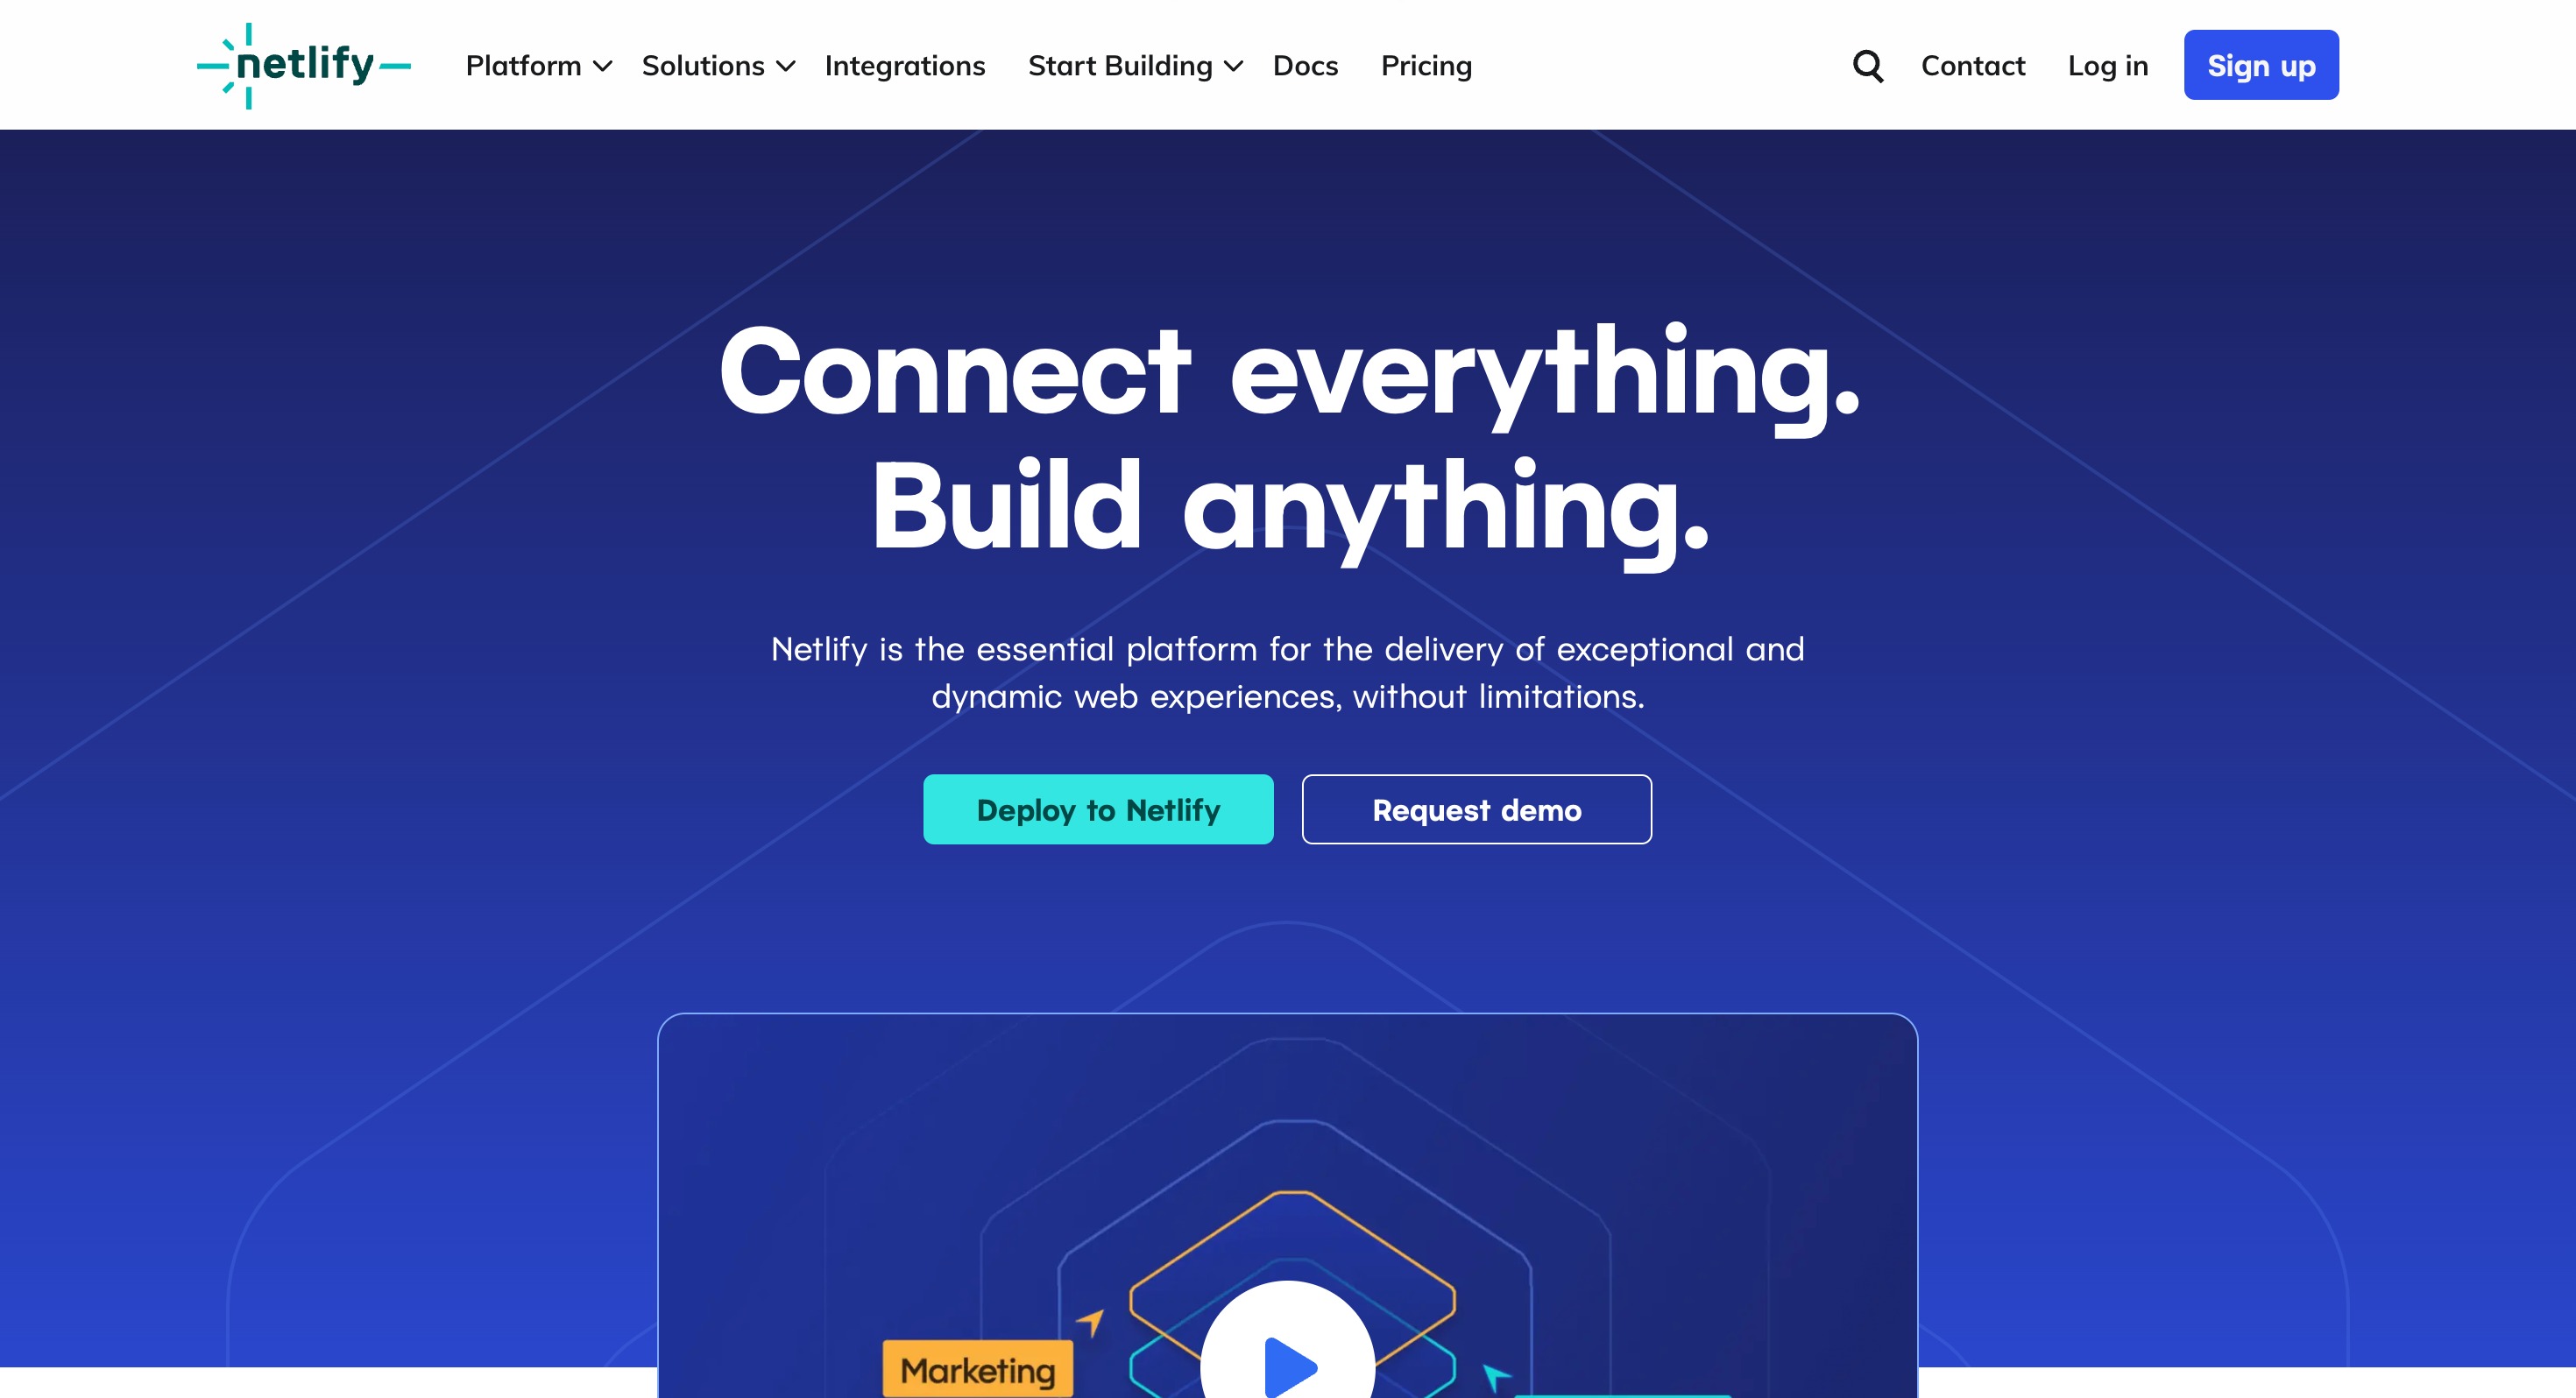 netlify
Platform
Solutions
Integrations
Start Building
Docs
Pricing
Contact
Log in
Sign up
Connect everything.
Build anything.
Netlify is the essential platform for the delivery of exceptional and
dynamic web experiences, without limitations.
Deploy to Netlify
Request demo
Marketing